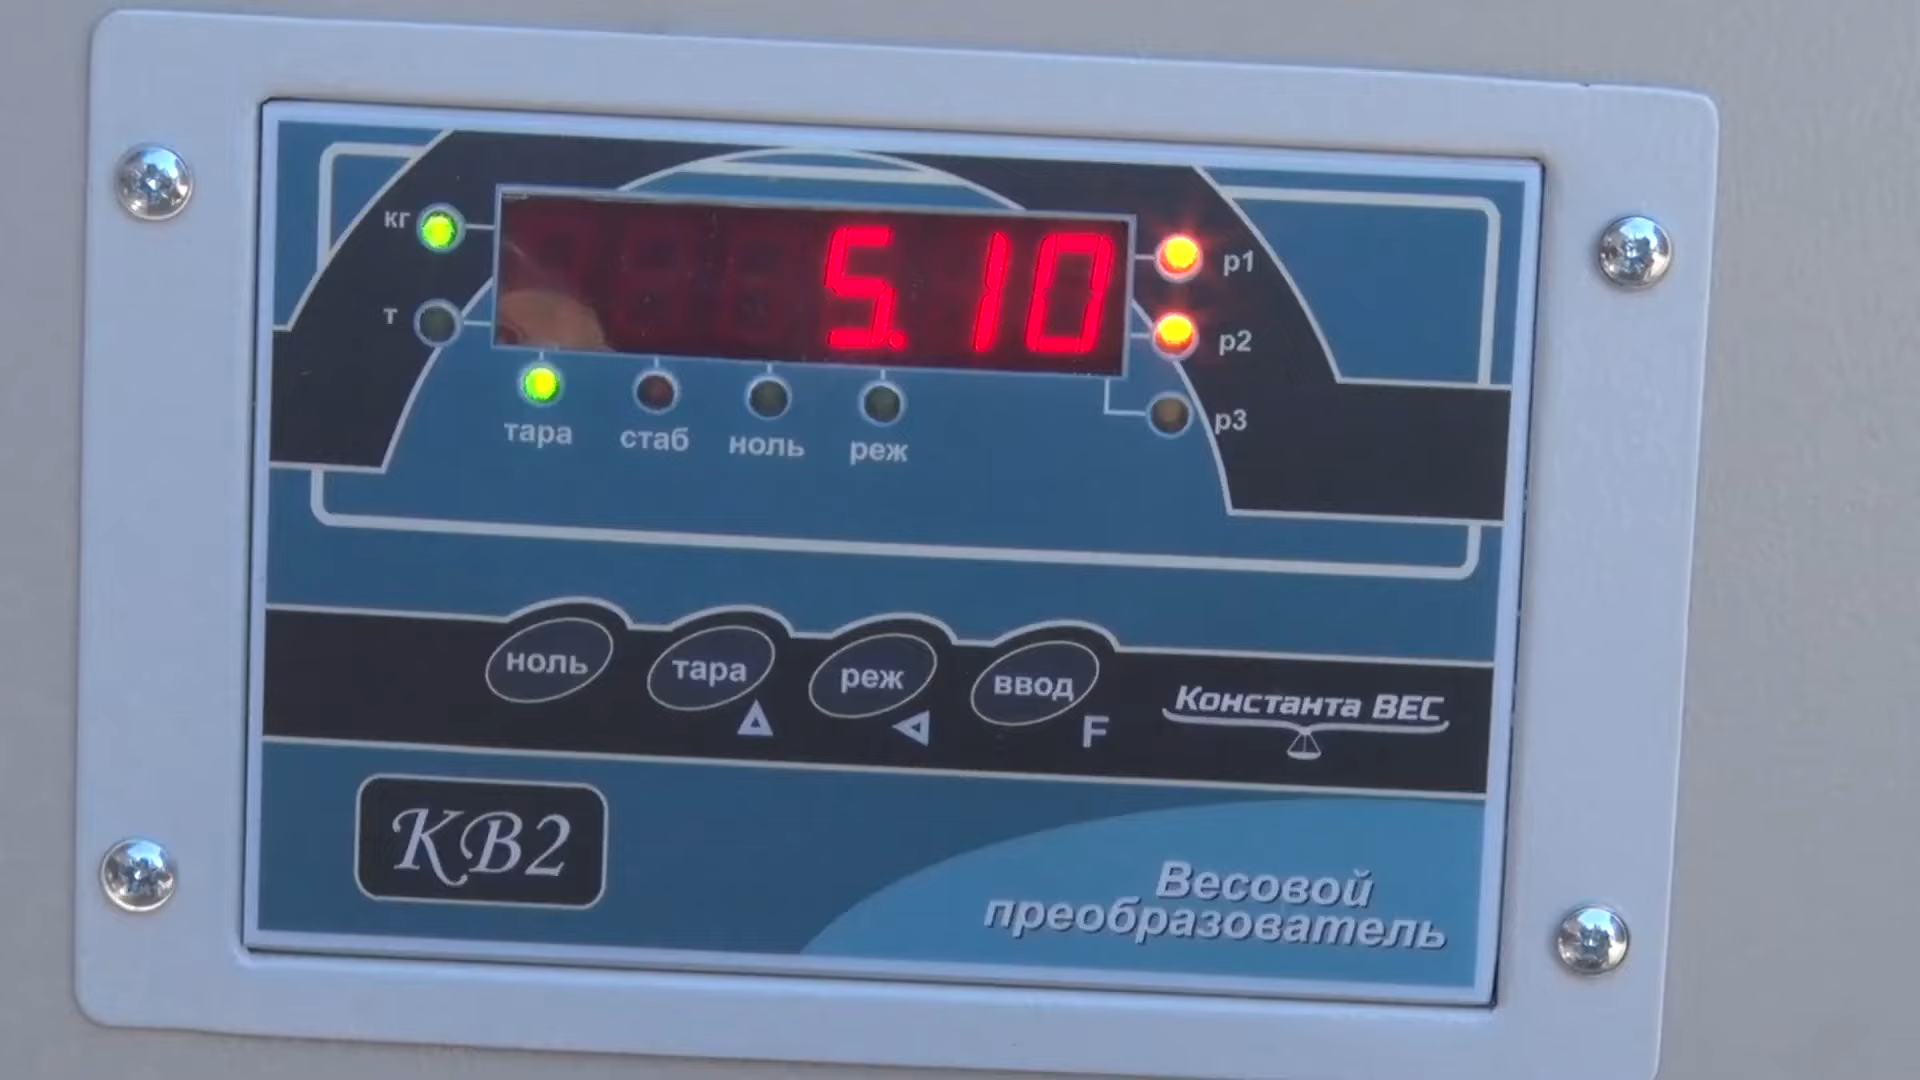 кг
5.10
р1
т
р2
р3
тара стаб ноль реж
ноль тара реж ввод
F
Константа ВЕС
КВ2
Весовой
преобразователь